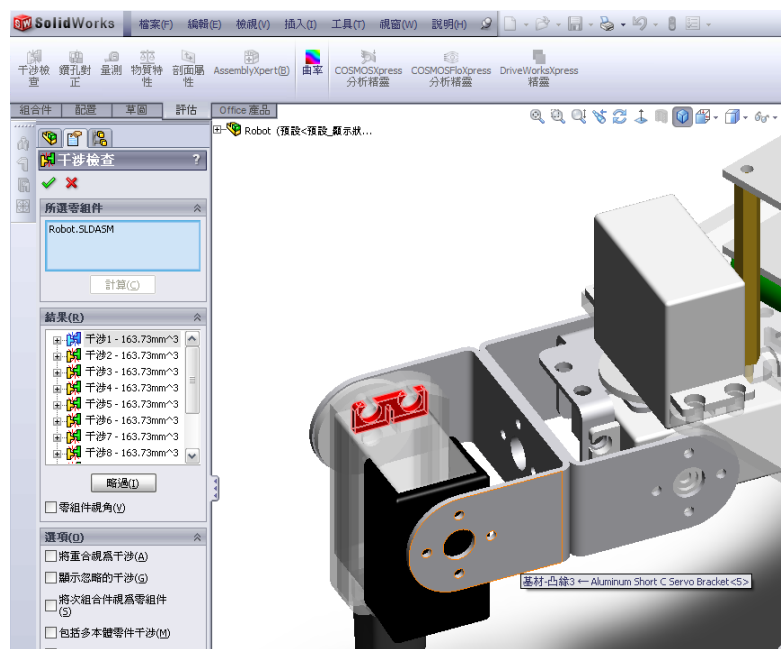 SolidWorks 檔案(F) 編輯(E) 檢視(V) 插入(I) 工具(T) 視窗(W) 說明(H)
干涉檢查 鑽孔對正 量測 物質特性 剖面屬性 AssemblyXpert(B) 曲率 COSMOSXpress 分析精靈 COSMOSFloXpress 分析精靈 DriveWorksXpress 精靈
組合件 配置 草圖 評估 Office 產品
Robot (預設<預設_顯示狀...
干涉檢查 ?
所選零組件
Robot.SLDASM
計算(C)
結果(R)
干涉1 - 163.73mm^3
干涉2 - 163.73mm^3
干涉3 - 163.73mm^3
干涉4 - 163.73mm^3
干涉5 - 163.73mm^3
干涉6 - 163.73mm^3
干涉7 - 163.73mm^3
干涉8 - 163.73mm^3
略過(I)
零組件視角(V)
選項(O)
將重合視為干涉(A)
顯示忽略的干涉(G)
將次組合件視為零組件
(S)
包括多本體零件干涉(M)
基材-凸緣3 ← Aluminum Short C Servo Bracket<5>